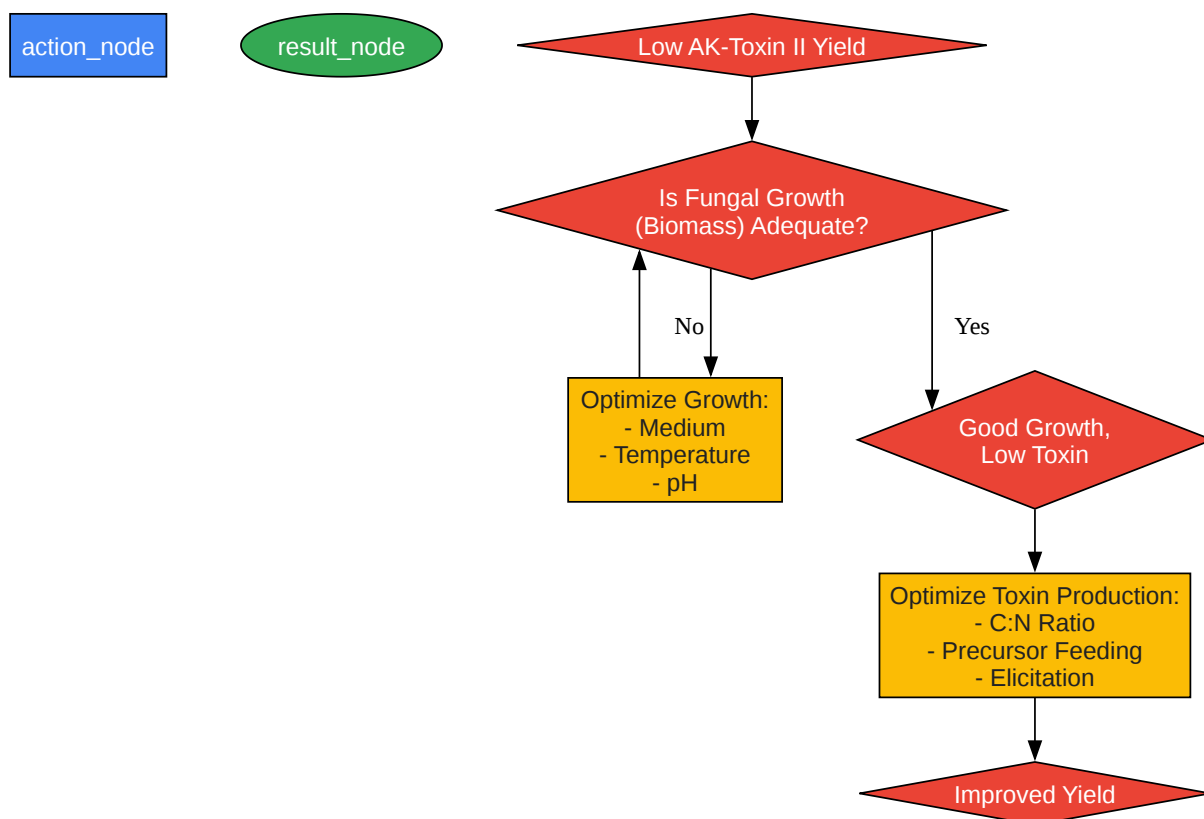 action_node
result_node
Low AK-Toxin II Yield
Is Fungal Growth
(Biomass) Adequate?
No
Yes
Optimize Growth:
- Medium
- Temperature
- pH
Good Growth,
Low Toxin
Optimize Toxin Production:
- C:N Ratio
- Precursor Feeding
- Elicitation
Improved Yield